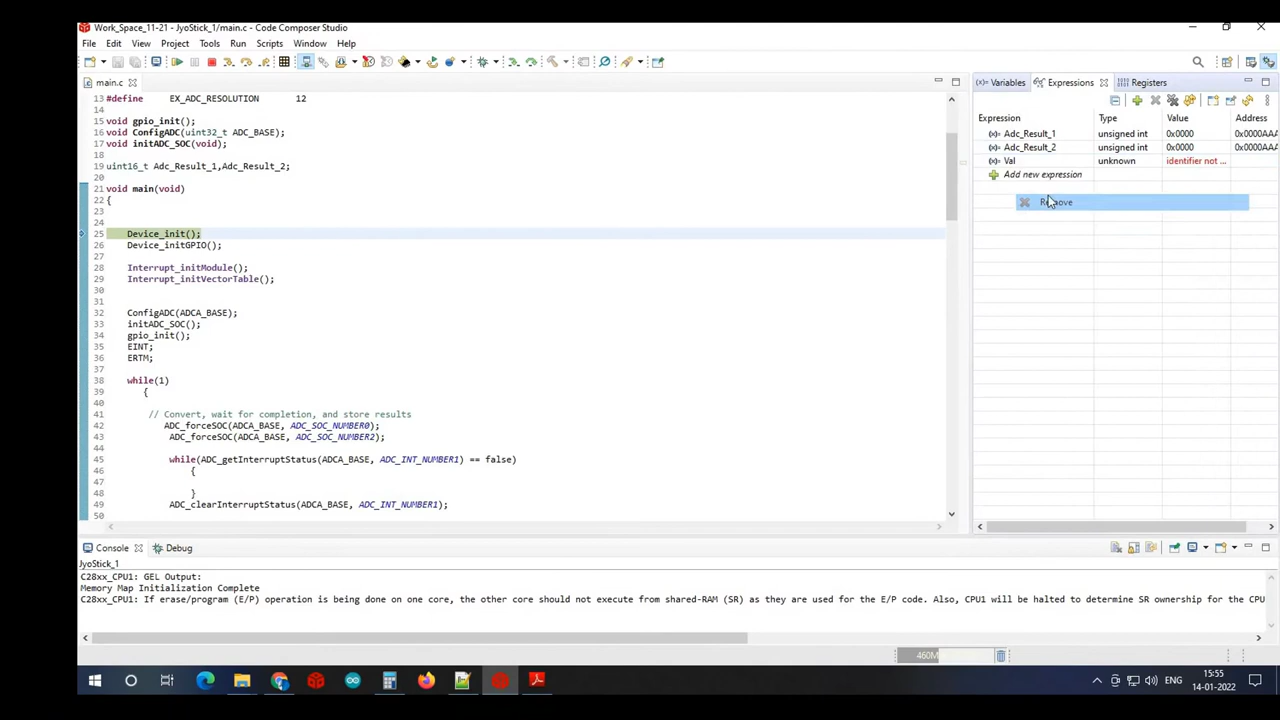 Work_Space_11-21 - JyoStick_1/main.c - Code Composer Studio
File Edit View Project Tools Run Scripts Window Help
main.c
(x)= Variables Expressions Registers
13 #define EX_ADC_RESOLUTION 12
14
15 void gpio_init();
16 void ConfigADC(uint32_t ADC_BASE);
17 void initADC_SOC(void);
18
19 uint16_t Adc_Result_1,Adc_Result_2;
20
21 void main(void)
22 {
23
24
25 Device_init();
26 Device_initGPIO();
27
28 Interrupt_initModule();
29 Interrupt_initVectorTable();
30
31
32 ConfigADC(ADCA_BASE);
33 initADC_SOC();
34 gpio_init();
35 EINT;
36 ERTM;
37
38 while(1)
39 {
40
41 // Convert, wait for completion, and store results
42 ADC_forceSOC(ADCA_BASE, ADC_SOC_NUMBER0);
43 ADC_forceSOC(ADCA_BASE, ADC_SOC_NUMBER2);
44
45 while(ADC_getInterruptStatus(ADCA_BASE, ADC_INT_NUMBER1) == false)
46 {
47
48 }
49 ADC_clearInterruptStatus(ADCA_BASE, ADC_INT_NUMBER1);
50
Expression Type Value Address
(x)= Adc_Result_1 unsigned int 0x0000 0x0000AAA
(x)= Adc_Result_2 unsigned int 0x0000 0x0000AAA
(x)= Val unknown identifier not ...
Add new expression
Remove
Console Debug
JyoStick_1
C28xx_CPU1: GEL Output:
Memory Map Initialization Complete
C28xx_CPU1: If erase/program (E/P) operation is being done on one core, the other core should not execute from shared-RAM (SR) as they are used for the E/P code. Also, CPU1 will be halted to determine SR ownership for the CPU
460M
ENG
15:55
14-01-2022